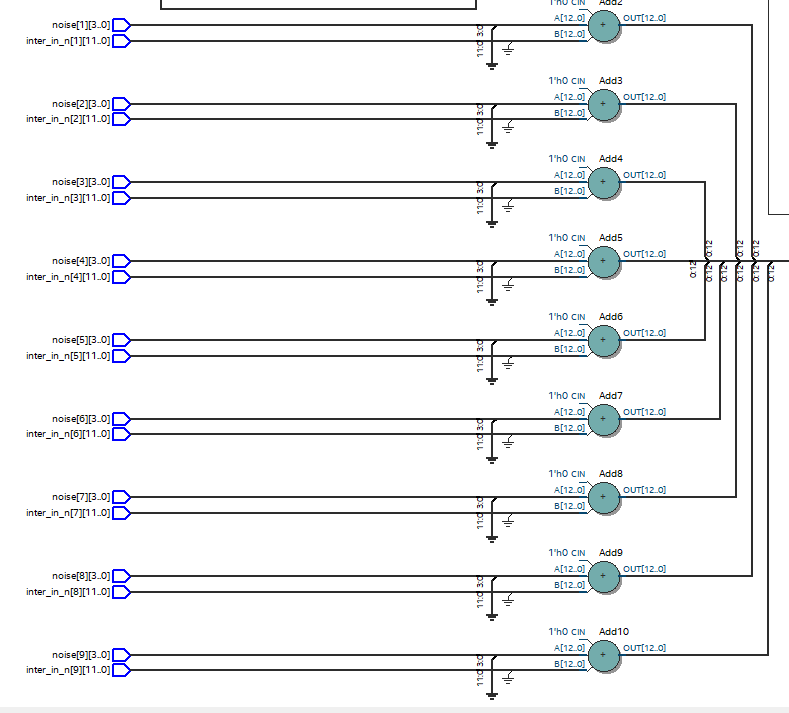 1'h0 CIN Add2
noise[1][3..0] A[12..0] OUT[12..0]
inter_in_n[1][11..0] 11:0 3:0 B[12..0]
1'h0 CIN Add3
noise[2][3..0] A[12..0] OUT[12..0]
inter_in_n[2][11..0] 11:0 3:0 B[12..0]
1'h0 CIN Add4
noise[3][3..0] A[12..0] OUT[12..0]
inter_in_n[3][11..0] 11:0 3:0 B[12..0]
1'h0 CIN Add5
0:12 0:12 0:12
noise[4][3..0] A[12..0] OUT[12..0]
inter_in_n[4][11..0] 11:0 3:0 B[12..0]
0:12 0:12 0:12 0:12 0:12 0:12
1'h0 CIN Add6
noise[5][3..0] A[12..0] OUT[12..0]
inter_in_n[5][11..0] 11:0 3:0 B[12..0]
1'h0 CIN Add7
noise[6][3..0] A[12..0] OUT[12..0]
inter_in_n[6][11..0] 11:0 3:0 B[12..0]
1'h0 CIN Add8
noise[7][3..0] A[12..0] OUT[12..0]
inter_in_n[7][11..0] 11:0 3:0 B[12..0]
1'h0 CIN Add9
noise[8][3..0] A[12..0] OUT[12..0]
inter_in_n[8][11..0] 11:0 3:0 B[12..0]
1'h0 CIN Add10
noise[9][3..0] A[12..0] OUT[12..0]
inter_in_n[9][11..0] 11:0 3:0 B[12..0]